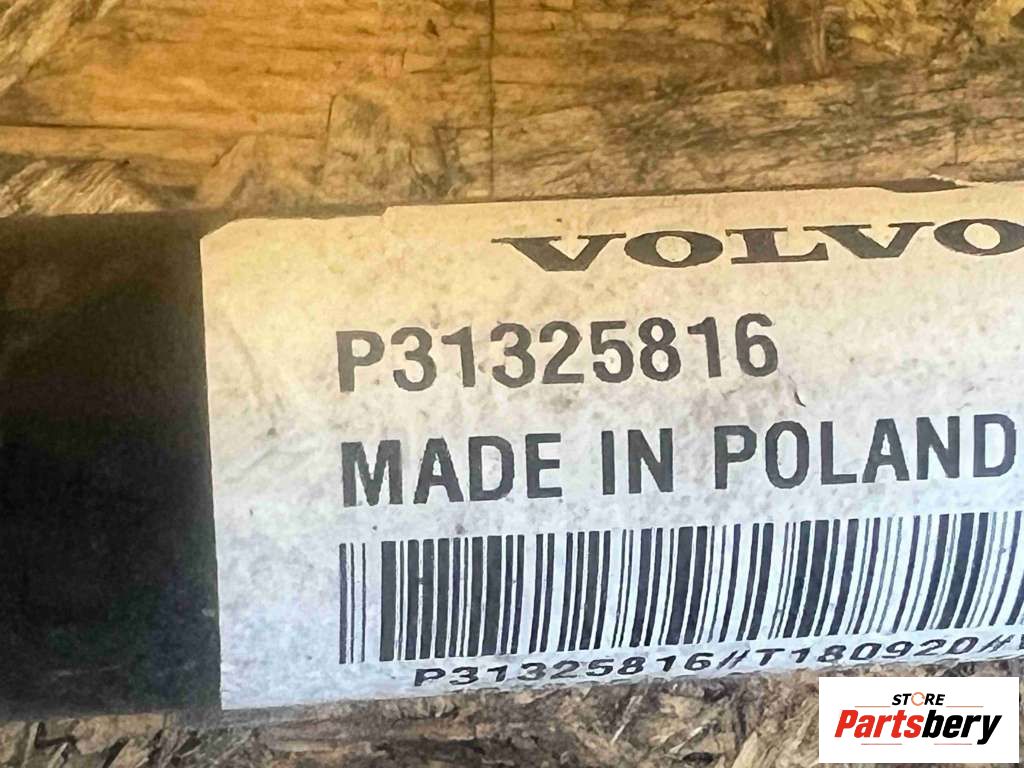 VOLVO
P31325816
MADE IN POLAND
P31325816#T180920#
STORE
Partsbery